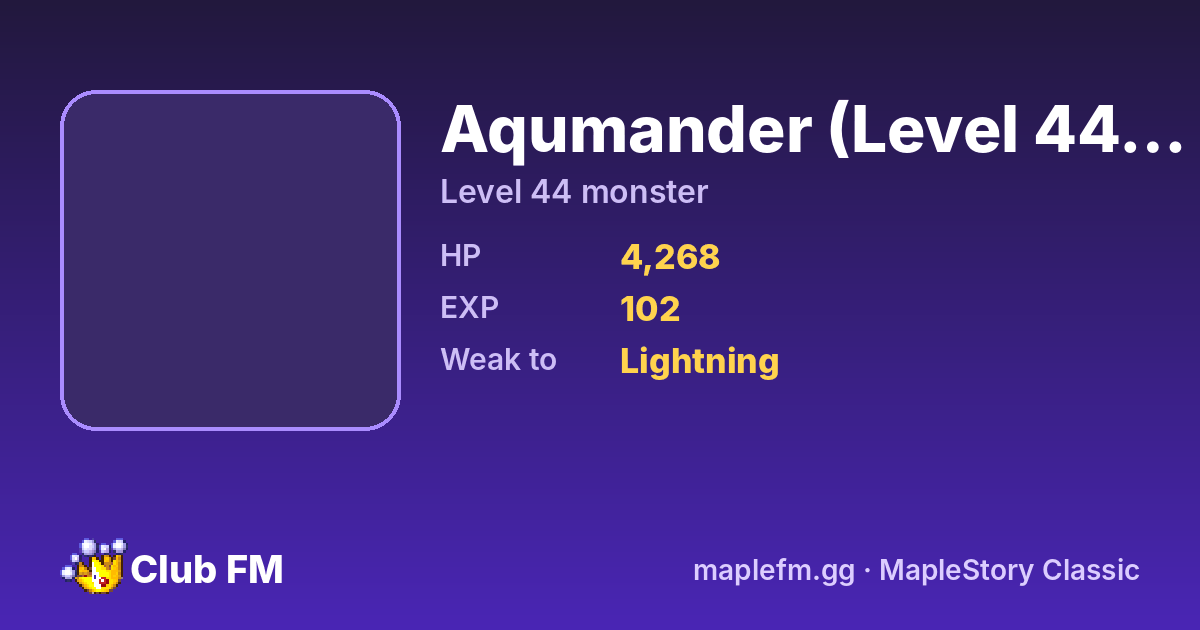 Aqumander (Level 44...
Level 44 monster
HP 4,268
EXP 102
Weak to Lightning
Club FM
maplefm.gg · MapleStory Classic